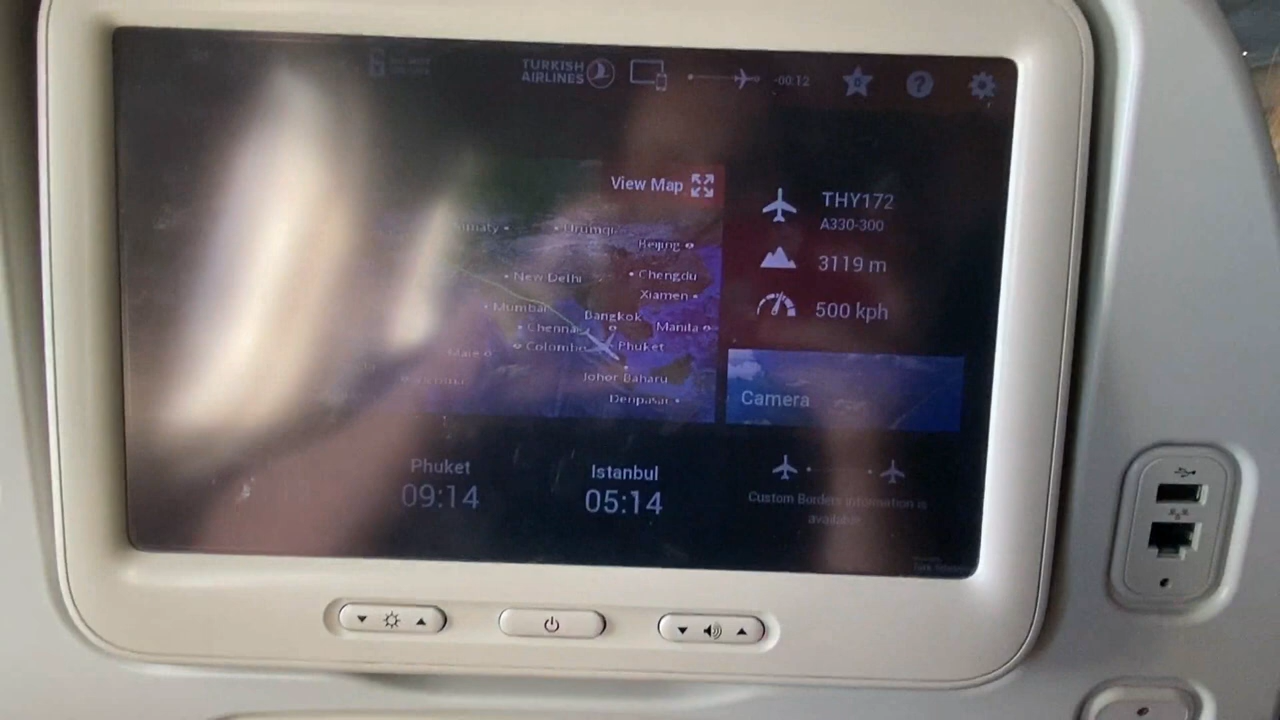 TURKISH
AIRLINES
-00:12
?
View Map
THY172
A330-300
3119 m
500 kph
Urumqi
Beijing
New Delhi
Chengdu
Xiamen
Mumbai
Bangkok
Chennai
Manila
Colombo
Phuket
Male
Johor Baharu
Denpasar
Camera
Phuket
09:14
Istanbul
05:14
Custom Borders information is
available